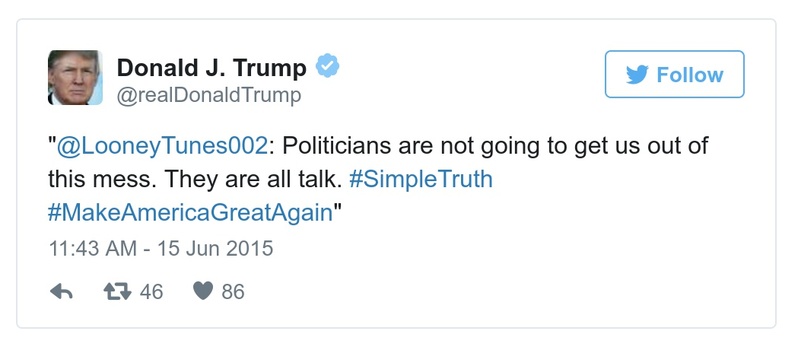 Donald J. Trump
@realDonaldTrump
Follow
"@LooneyTunes002: Politicians are not going to get us out of
this mess. They are all talk. #SimpleTruth
#MakeAmericaGreatAgain"
11:43 AM - 15 Jun 2015
46 86